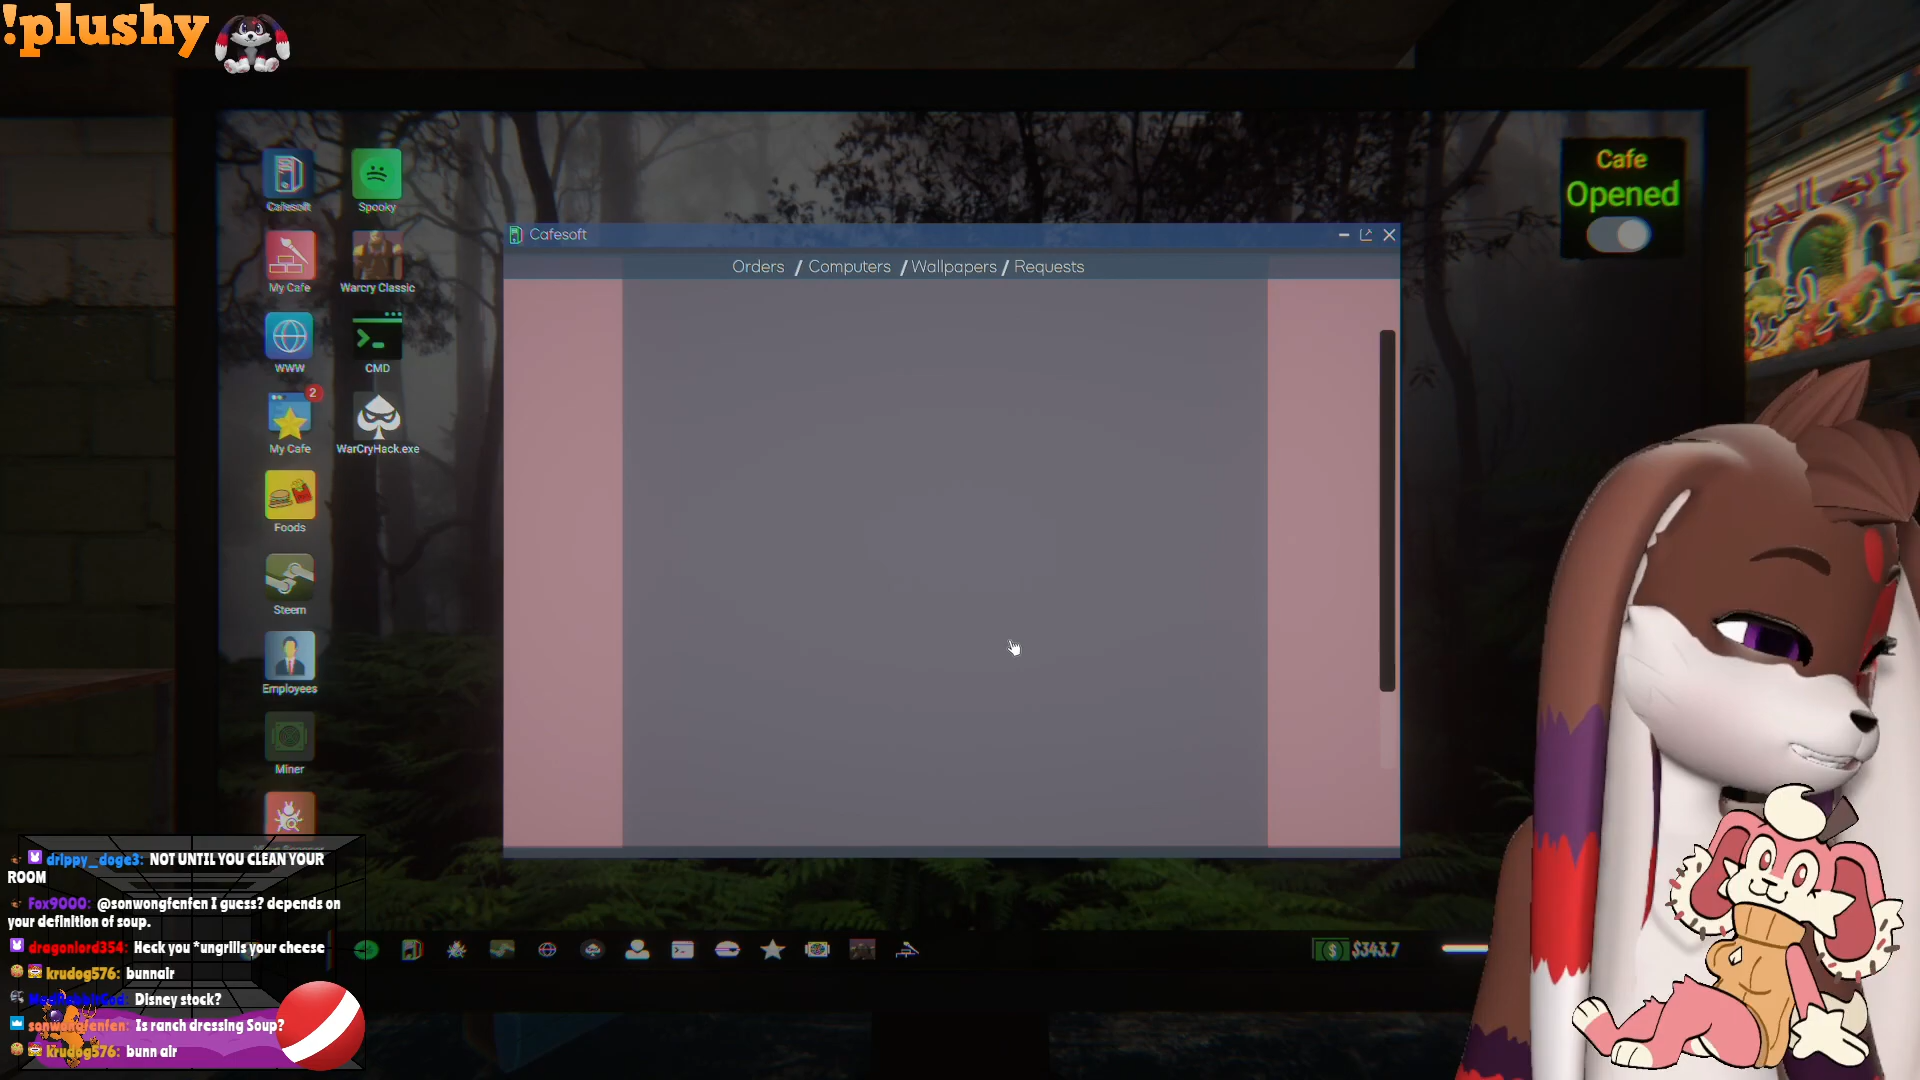 !plushy
Cafe
Opened
Cafesoft
Spooky
My Cafe
Warcry Classic
WWW
CMD
2
My Cafe
WarCryHack.exe
Foods
Steem
Employees
Miner
Cafesoft
Orders / Computers / Wallpapers / Requests
$343.7
drippy_doge3: NOT UNTIL YOU CLEAN YOUR
ROOM
Fox9000: @sonwongfenfen I guess? depends on
your definition of soup.
dragonlord354: Heck you *ungrills your cheese
krudog576: bunnair
Disney stock?
sonwongfenfen: Is ranch dressing Soup?
krudog576: bunn air